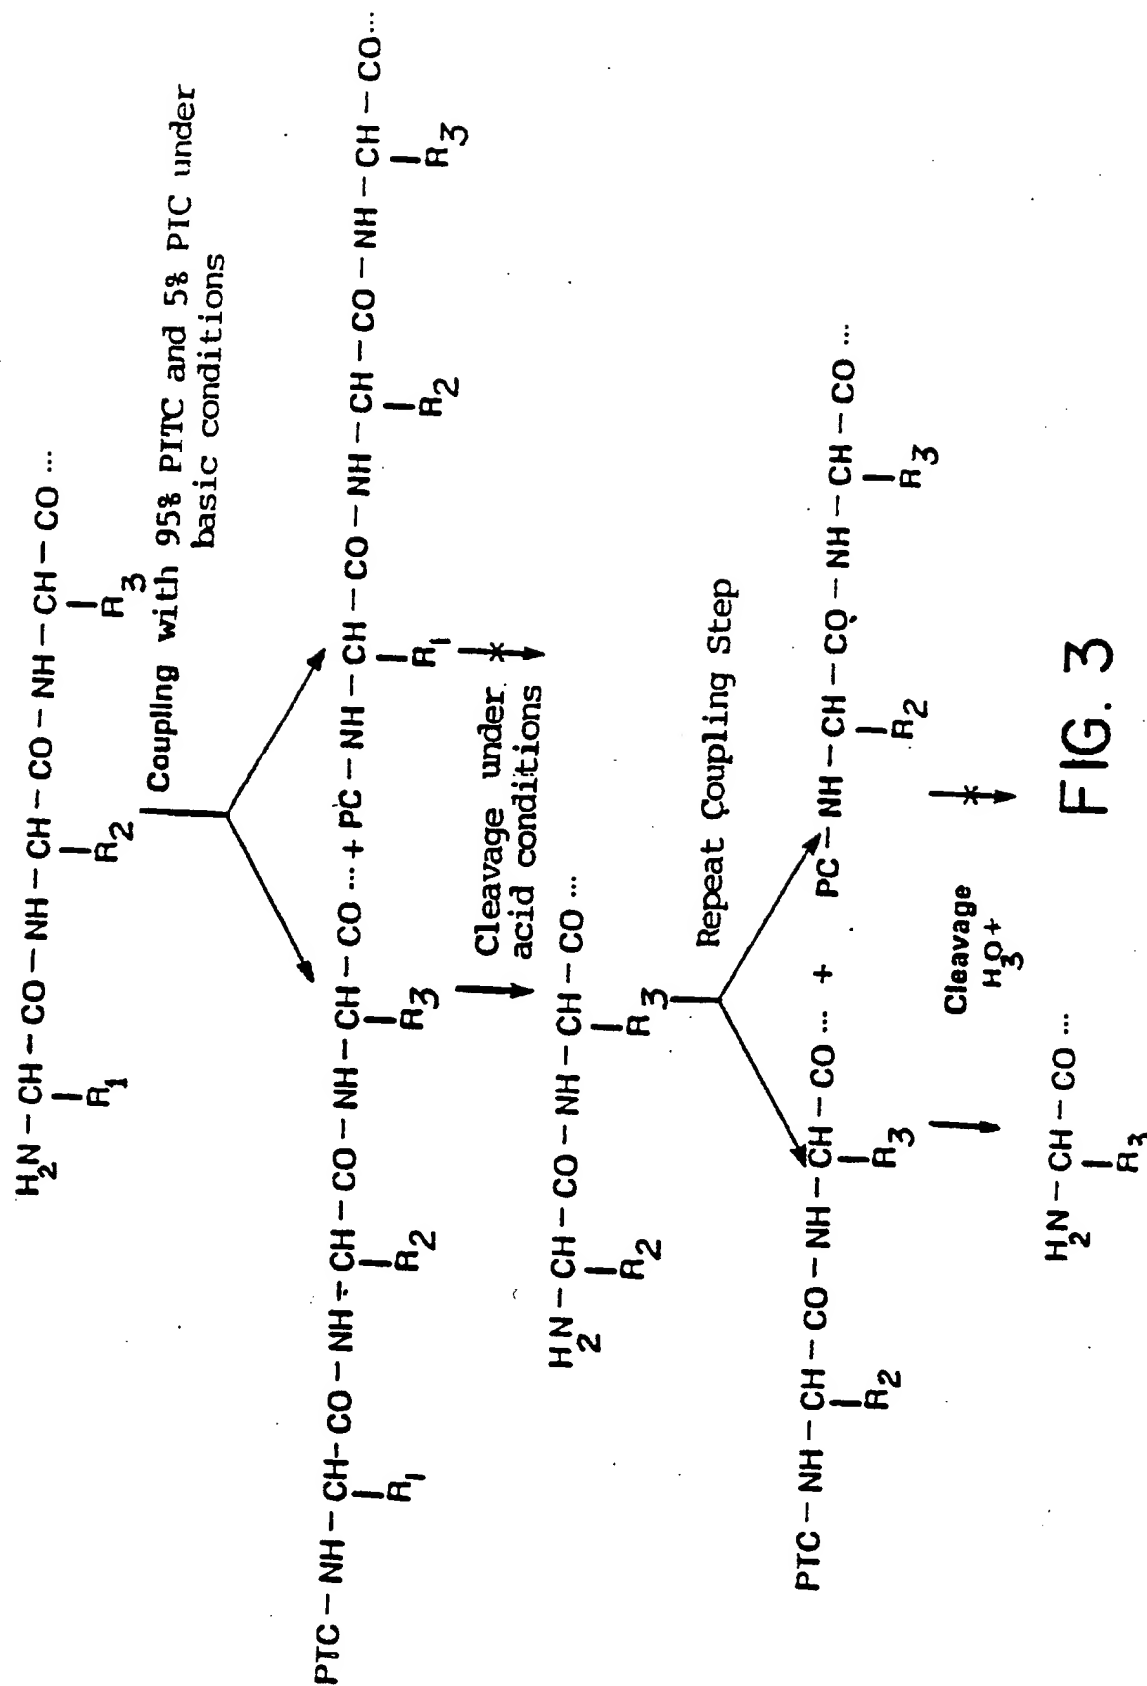 H2N – CH – CO – NH – CH – CO – NH – CH – CO ...
R1 R2 R3
Coupling with 95% PITC and 5% PIC under
basic conditions
PTC – NH – CH – CO – NH – CH – CO – NH – CH – CO ... + PC – NH – CH – CO – NH – CH – CO – NH – CH – CO ...
R1 R2 R3 R1 R2 R3
Cleavage under
acid conditions
H2N – CH – CO – NH – CH – CO ...
R2 R3
Repeat Coupling Step
PTC – NH – CH – CO – NH – CH – CO ... + PC – NH – CH – CO – NH – CH – CO ...
R2 R3 R2 R3
Cleavage
H3O+
H2N – CH – CO ...
R3
FIG. 3